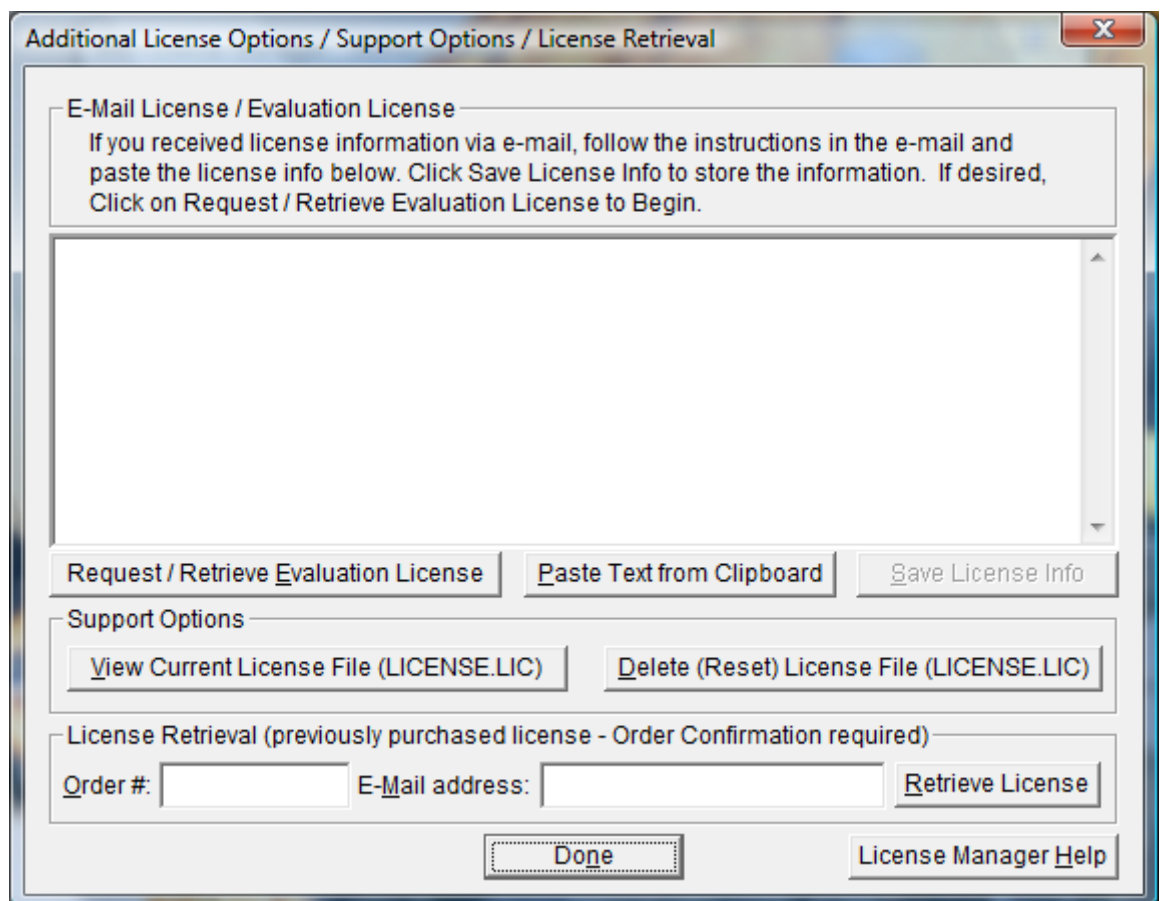 Additional License Options / Support Options / License Retrieval
E-Mail License / Evaluation License
If you received license information via e-mail, follow the instructions in the e-mail and
paste the license info below. Click Save License Info to store the information.  If desired,
Click on Request / Retrieve Evaluation License to Begin.
Request / Retrieve Evaluation License Paste Text from Clipboard Save License Info
Support Options
View Current License File (LICENSE.LIC) Delete (Reset) License File (LICENSE.LIC)
License Retrieval (previously purchased license - Order Confirmation required)
Order #: E-Mail address: Retrieve License
Done License Manager Help